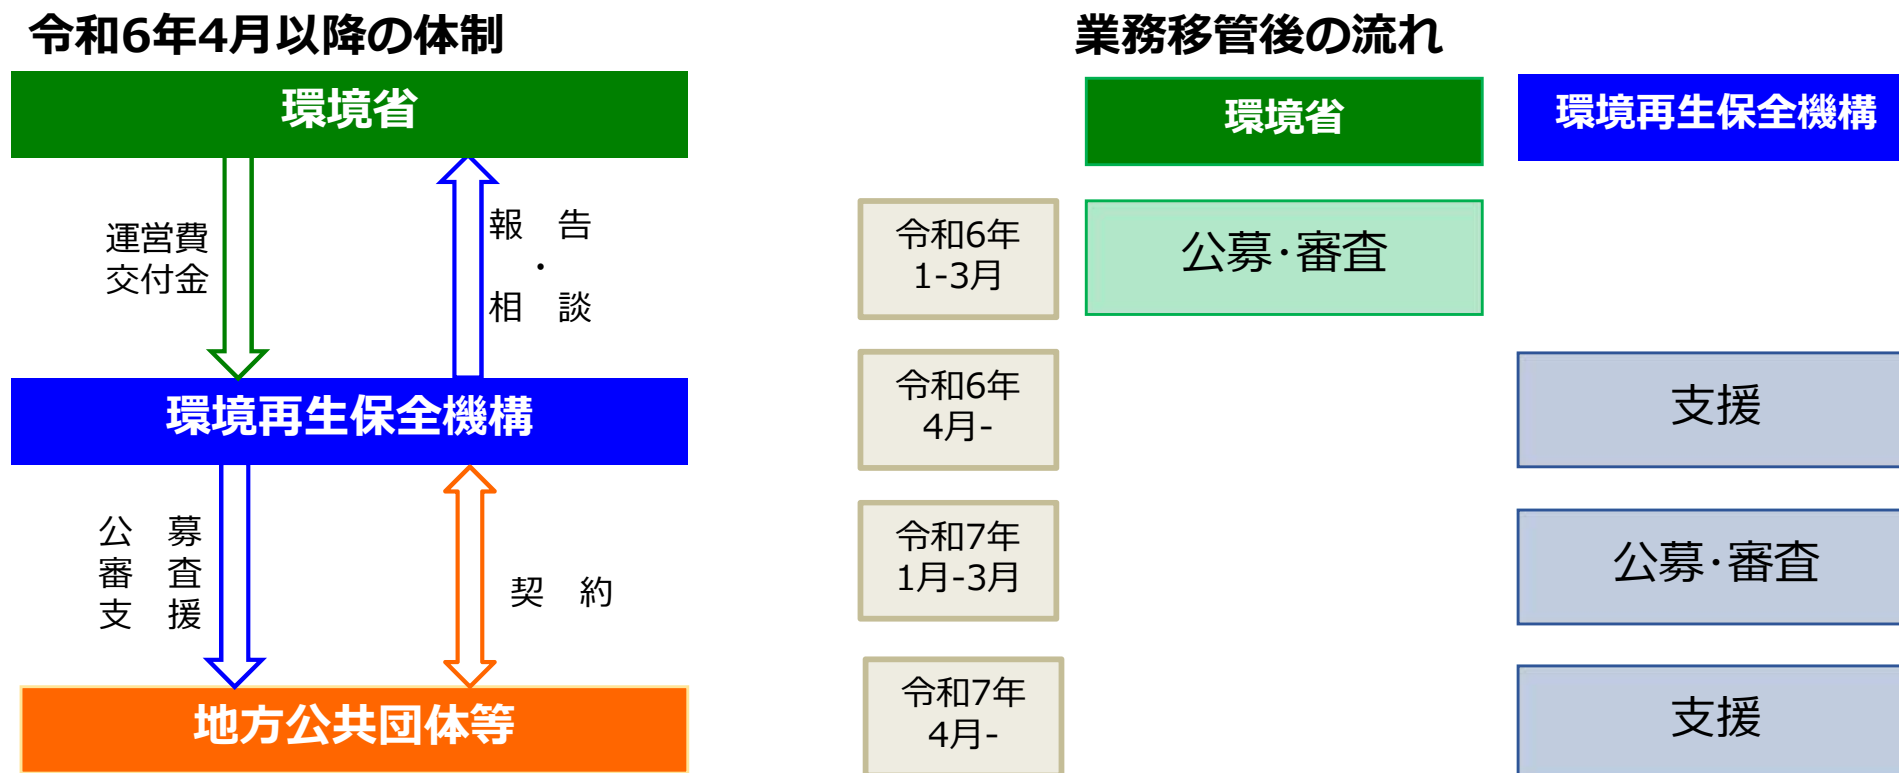 令和6年4月以降の体制
環境省
運営費
交付金
報　告
・
相　談
環境再生保全機構
公　募
審　査
支　援
契　約
地方公共団体等
業務移管後の流れ
環境省
環境再生保全機構
令和6年
1-3月
公募・審査
令和6年
4月-
支援
令和7年
1月-3月
公募・審査
令和7年
4月-
支援